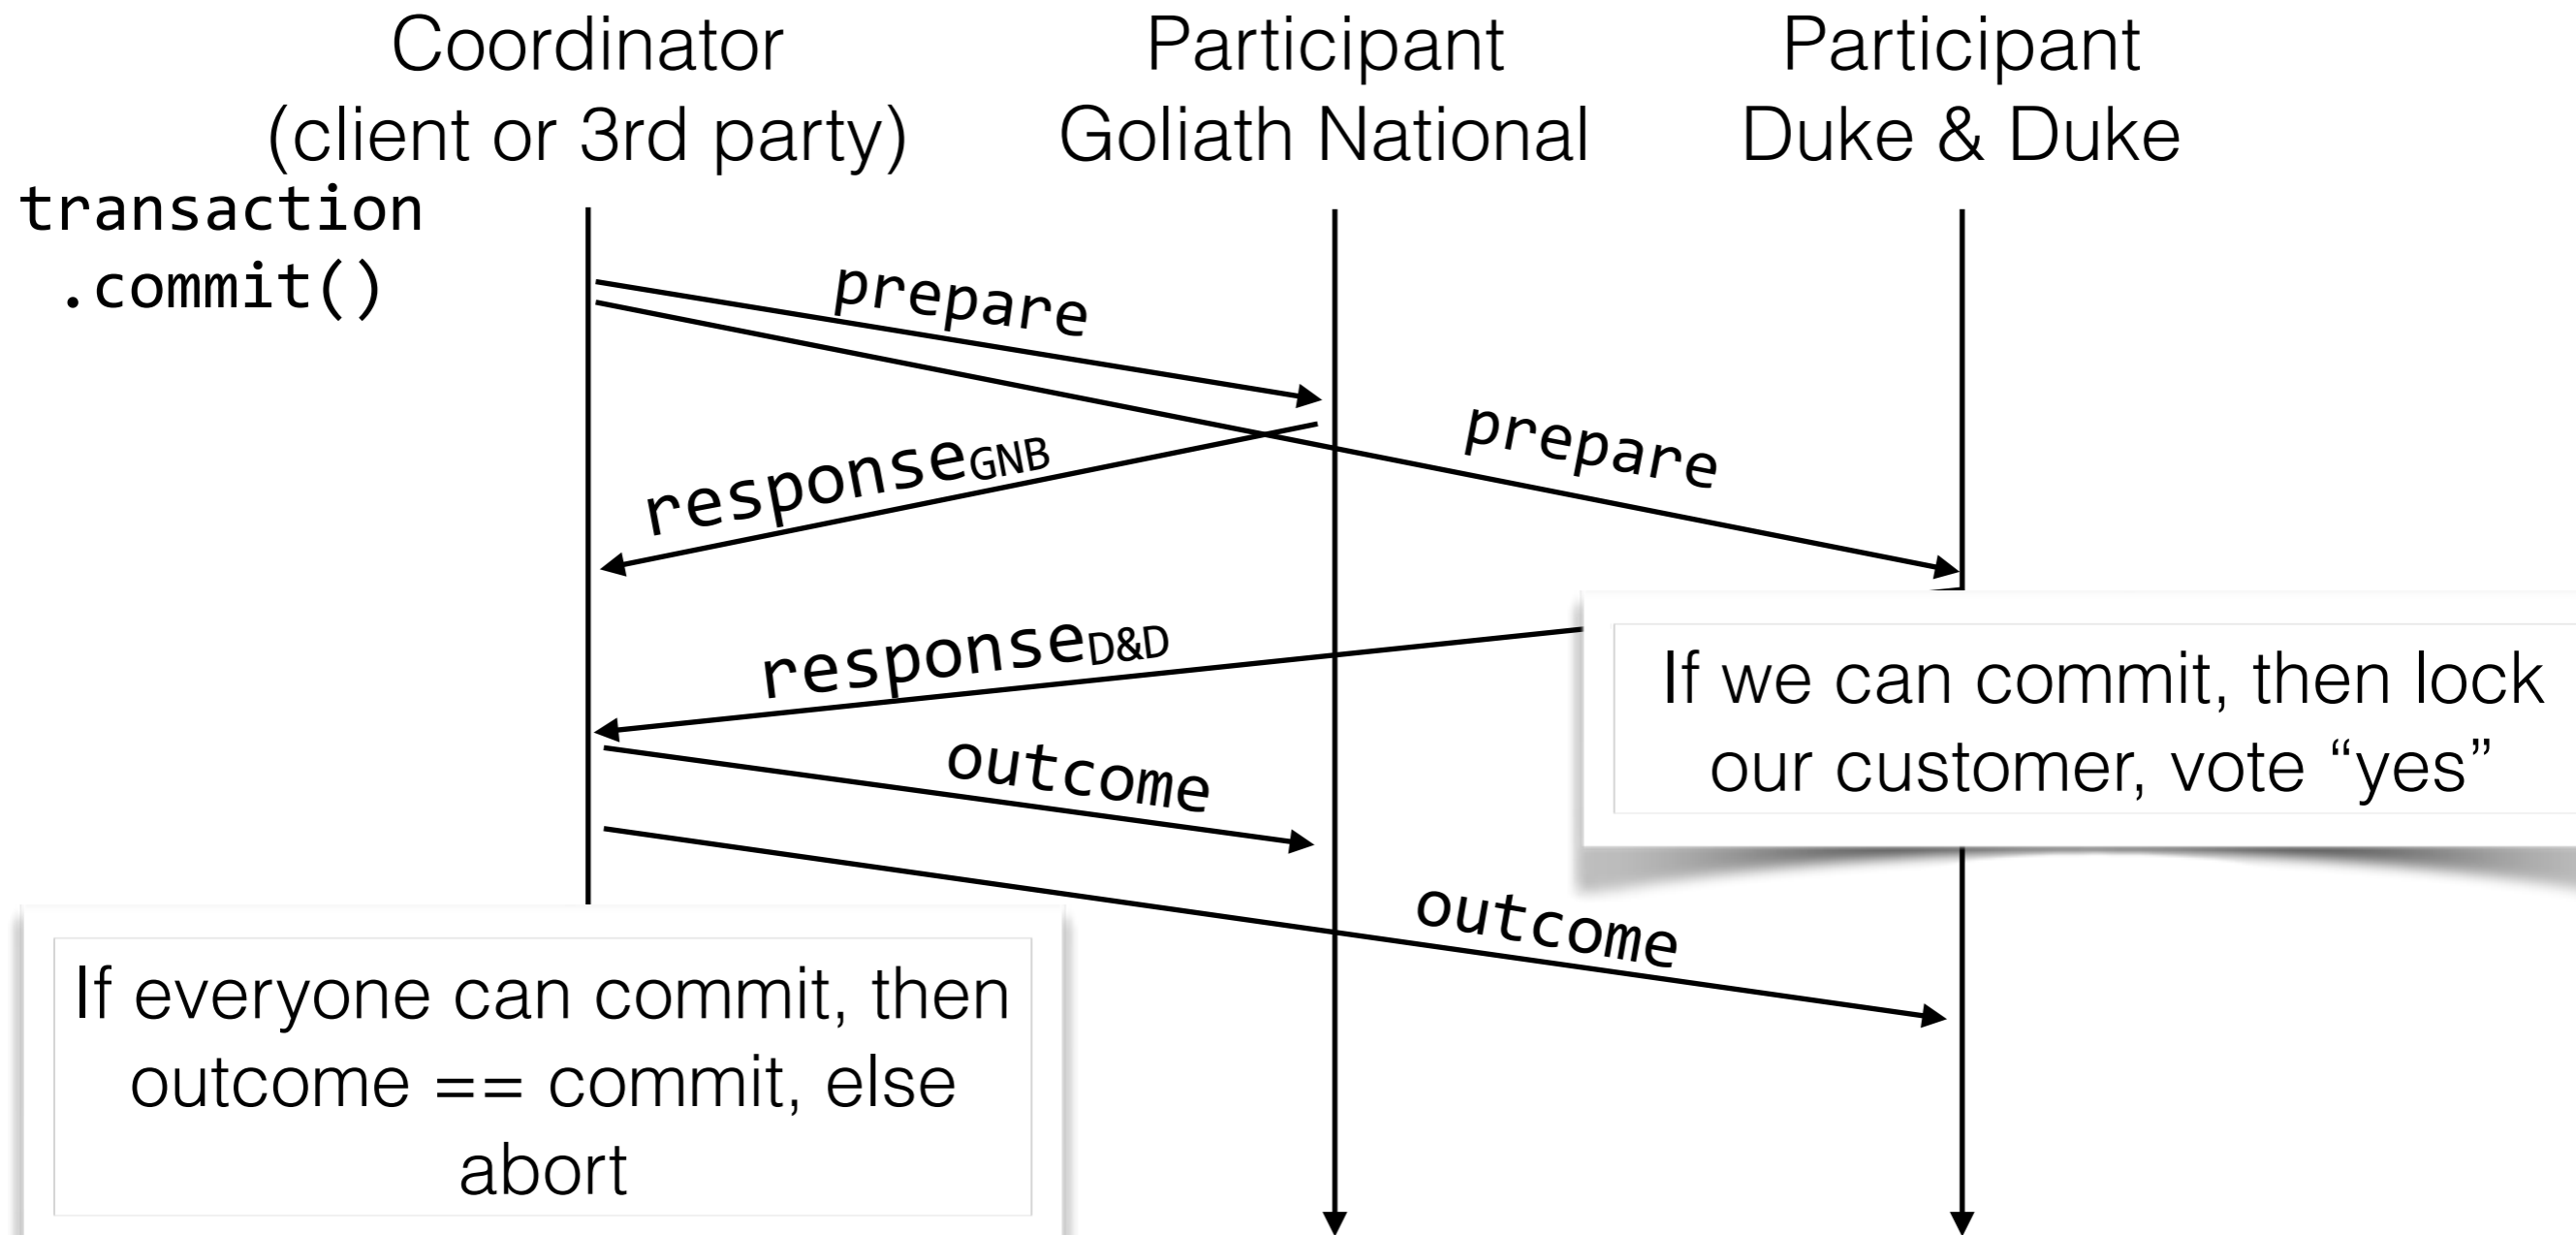 Coordinator
(client or 3rd party)
Participant
Goliath National
Participant
Duke & Duke
transaction
.commit()
prepare
prepare
responseGNB
responseD&D
If we can commit, then lock
our customer, vote “yes”
outcome
outcome
If everyone can commit, then
outcome == commit, else
abort